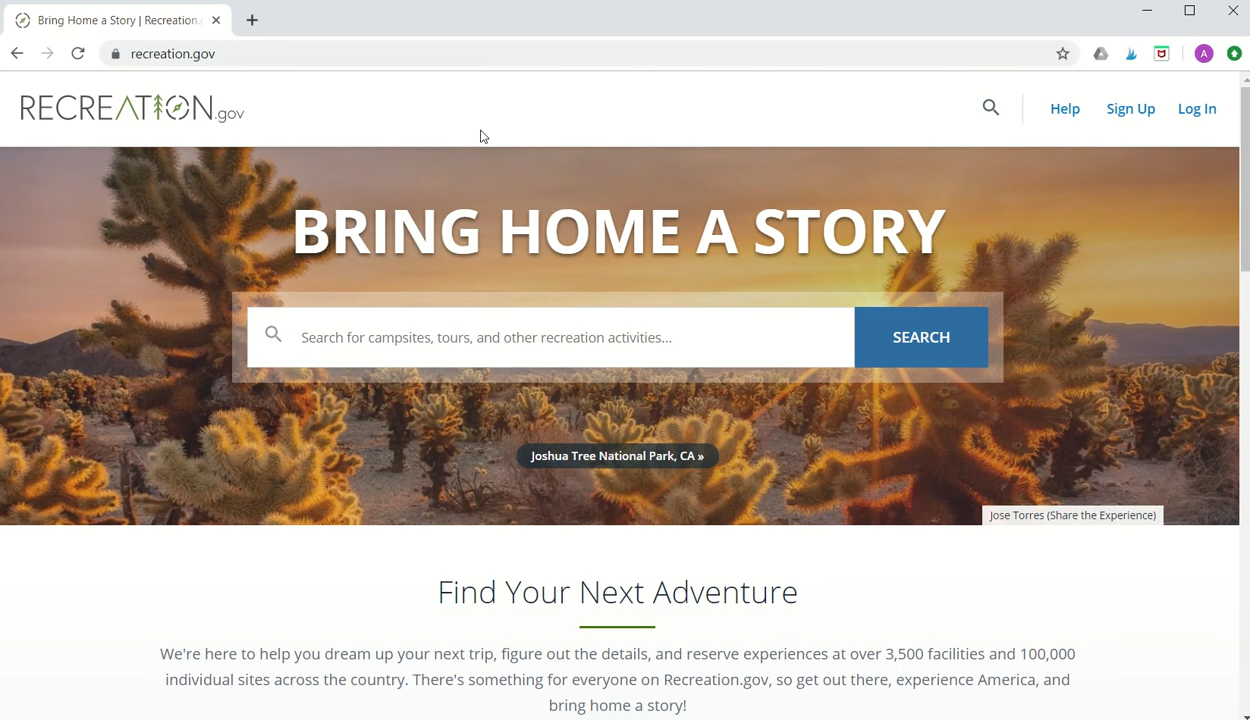 Bring Home a Story | Recreation.
recreation.gov
A
RECREATION.gov
Help
Sign Up
Log In
BRING HOME A STORY
Search for campsites, tours, and other recreation activities...
SEARCH
Joshua Tree National Park, CA »
Jose Torres (Share the Experience)
Find Your Next Adventure
We're here to help you dream up your next trip, figure out the details, and reserve experiences at over 3,500 facilities and 100,000
individual sites across the country. There's something for everyone on Recreation.gov, so get out there, experience America, and
bring home a story!